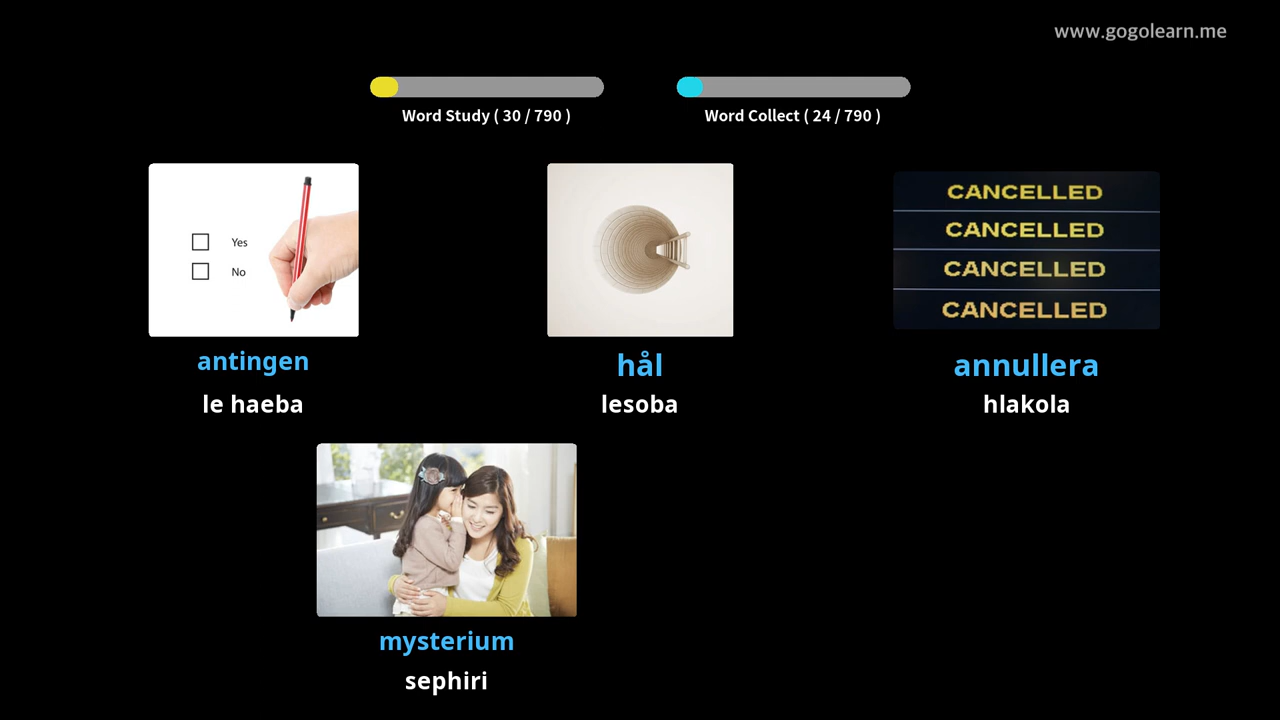 www.gogolearn.me
Word Study ( 30 / 790 )
Word Collect ( 24 / 790 )
Yes
No
CANCELLED
CANCELLED
CANCELLED
CANCELLED
antingen
hål
annullera
le haeba
lesoba
hlakola
mysterium
sephiri